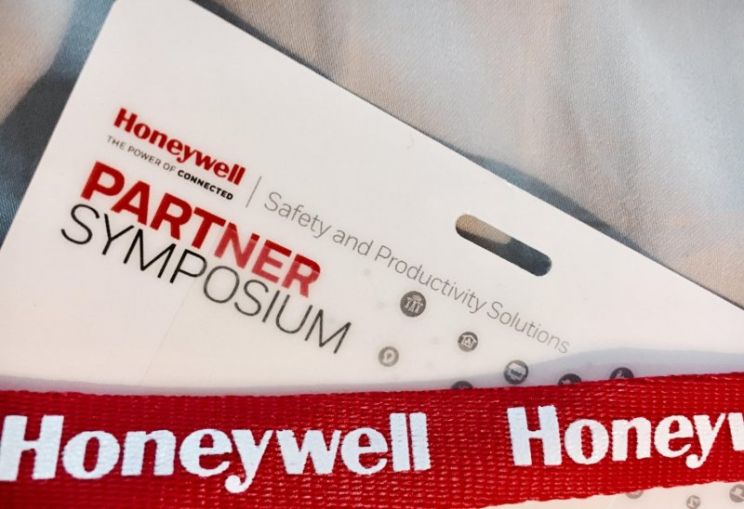 Honeywell
THE POWER OF CONNECTED
Safety and Productivity Solutions
PARTNER
SYMPOSIUM
Honeywell Honeyw